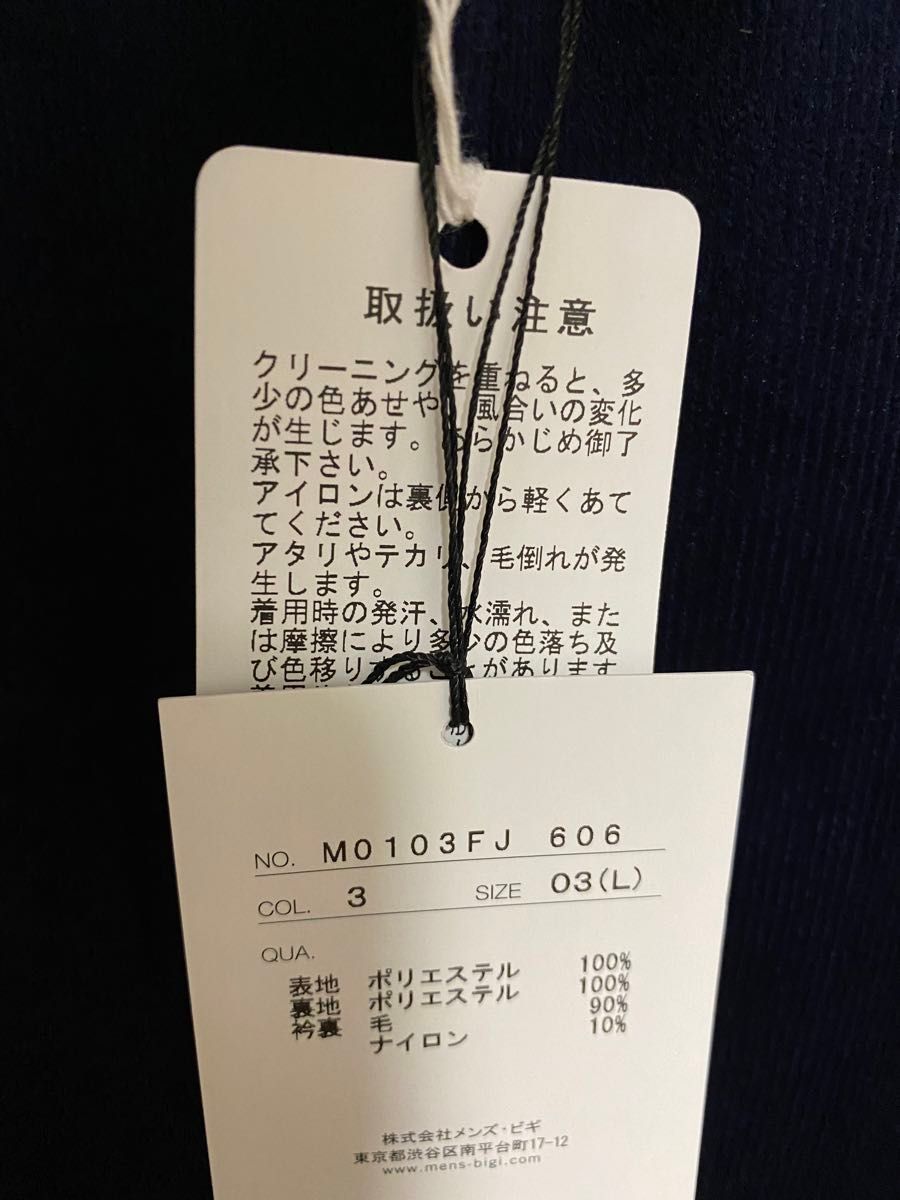 取扱い注意
クリーニングを重ねると、多
少の色あせや、風合いの変化
が生じます。あらかじめ御了
承下さい。
アイロンは裏側から軽くあて
てください。
アタリやテカリ、毛倒れが発
生します。
着用時の発汗、水濡れ、また
は摩擦により多少の色落ち及
び色移りすることがあります
NO. M0103FJ 606
COL. 3 SIZE 03(L)
QUA.
表地 ポリエステル 100%
裏地 ポリエステル 100%
衿裏 毛 90%
ナイロン 10%
株式会社メンズ・ビギ
東京都渋谷区南平台町17-12
www.mens-bigi.com